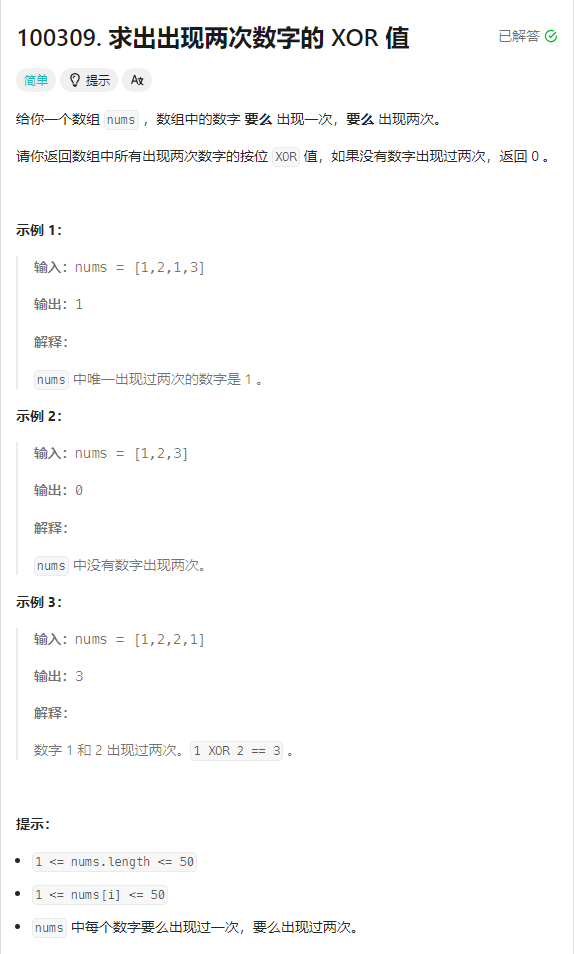 100309. 求出出现两次数字的 XOR 值
已解答
简单
提示
给你一个数组 nums ，数组中的数字 要么 出现一次，要么 出现两次。
请你返回数组中所有出现两次数字的按位 XOR 值，如果没有数字出现过两次，返回 0 。
示例 1：
输入：nums = [1,2,1,3]
输出：1
解释：
nums 中唯一出现过两次的数字是 1 。
示例 2：
输入：nums = [1,2,3]
输出：0
解释：
nums 中没有数字出现两次。
示例 3：
输入：nums = [1,2,2,1]
输出：3
解释：
数字 1 和 2 出现过两次。1 XOR 2 == 3 。
提示：
• 1 <= nums.length <= 50
• 1 <= nums[i] <= 50
• nums 中每个数字要么出现过一次，要么出现过两次。